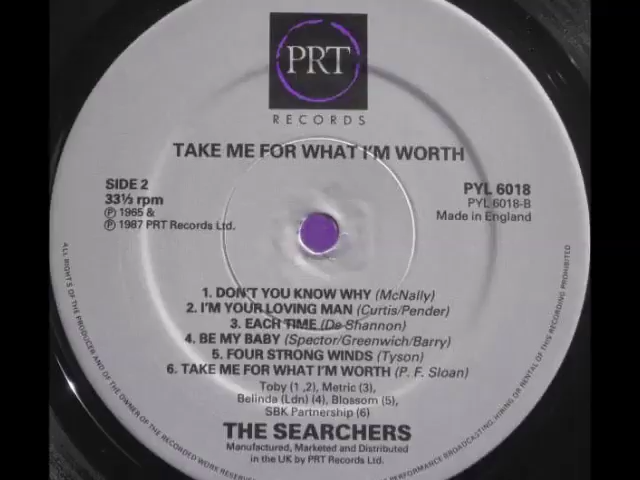 PRT
RECORDS
TAKE ME FOR WHAT I'M WORTH
SIDE 2
33⅓ rpm
Ⓟ 1965 &
Ⓟ 1987 PRT Records Ltd.
PYL 6018
PYL 6018-B
Made in England
1. DON'T YOU KNOW WHY (McNally)
2. I'M YOUR LOVING MAN (Curtis/Pender)
3. EACH TIME (De Shannon)
4. BE MY BABY (Spector/Greenwich/Barry)
5. FOUR STRONG WINDS (Tyson)
6. TAKE ME FOR WHAT I'M WORTH (P. F. Sloan)
Toby (1 ,2), Metric (3),
Belinda (Ldn) (4), Blossom (5),
SBK Partnership (6)
THE SEARCHERS
Manufactured, Marketed and Distributed
in the UK by PRT Records Ltd.
ALL RIGHTS OF THE PRODUCER AND OF THE OWNER OF THE RECORDED WORK RESERVED
PERFORMANCE BROADCASTING, HIRING OR RENTAL OF THIS RECORDING PROHIBITED